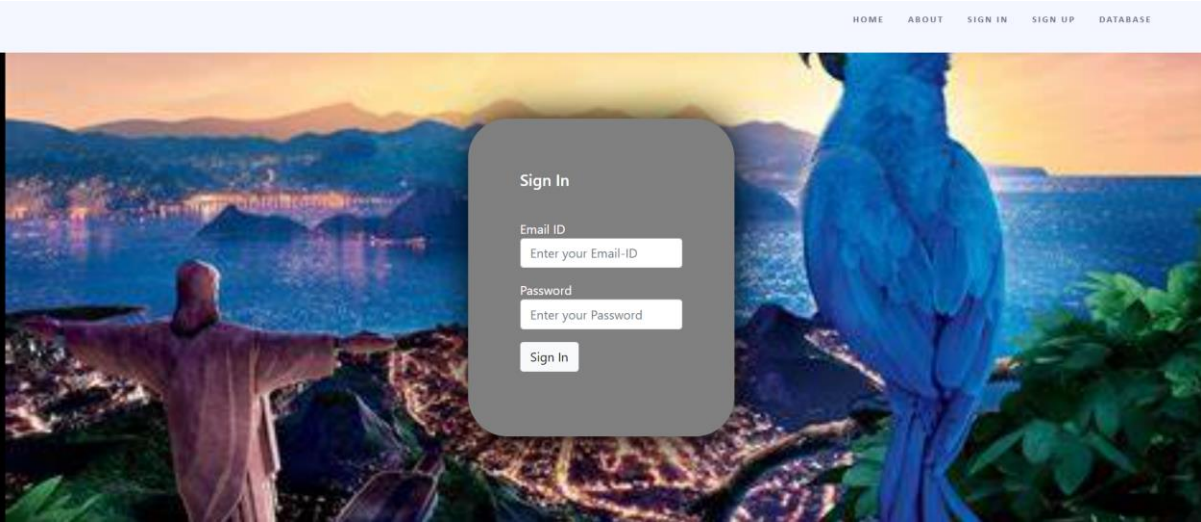 HOME ABOUT SIGN IN SIGN UP DATABASE
Sign In
Email ID
Enter your Email-ID
Password
Enter your Password
Sign In